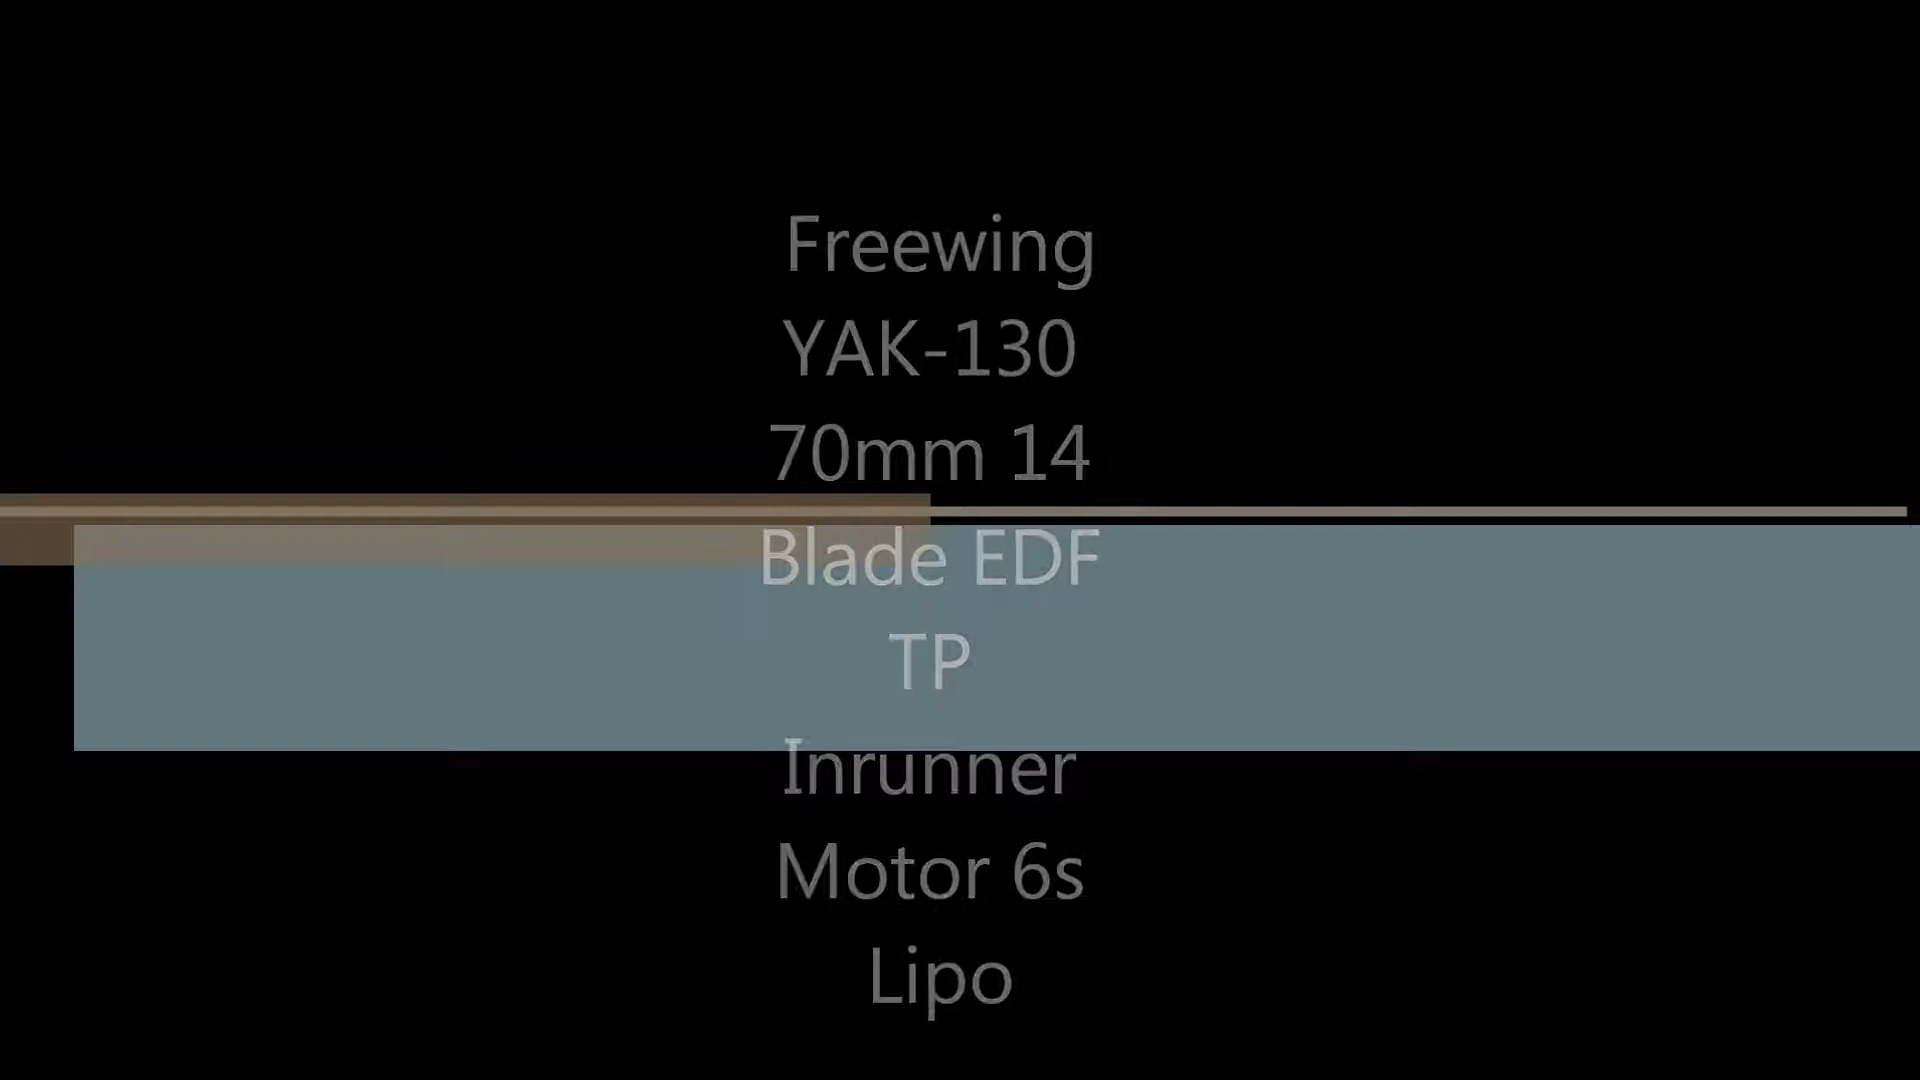 Freewing
YAK-130
70mm 14
Blade EDF
TP
Inrunner
Motor 6s
Lipo